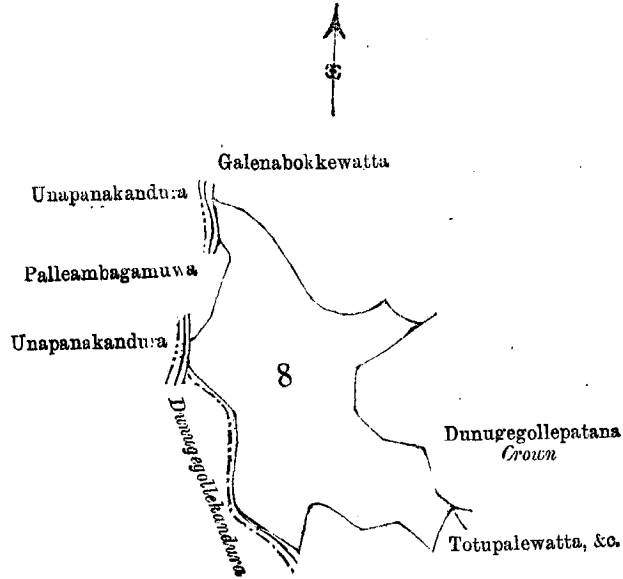 Galenabokkewatta
Unapanakandura
Palleambagamuwa
Unapanakandura
8
Dunugegollekandura
Dunugegollepatana
Crown
Totupalewatta, &c.